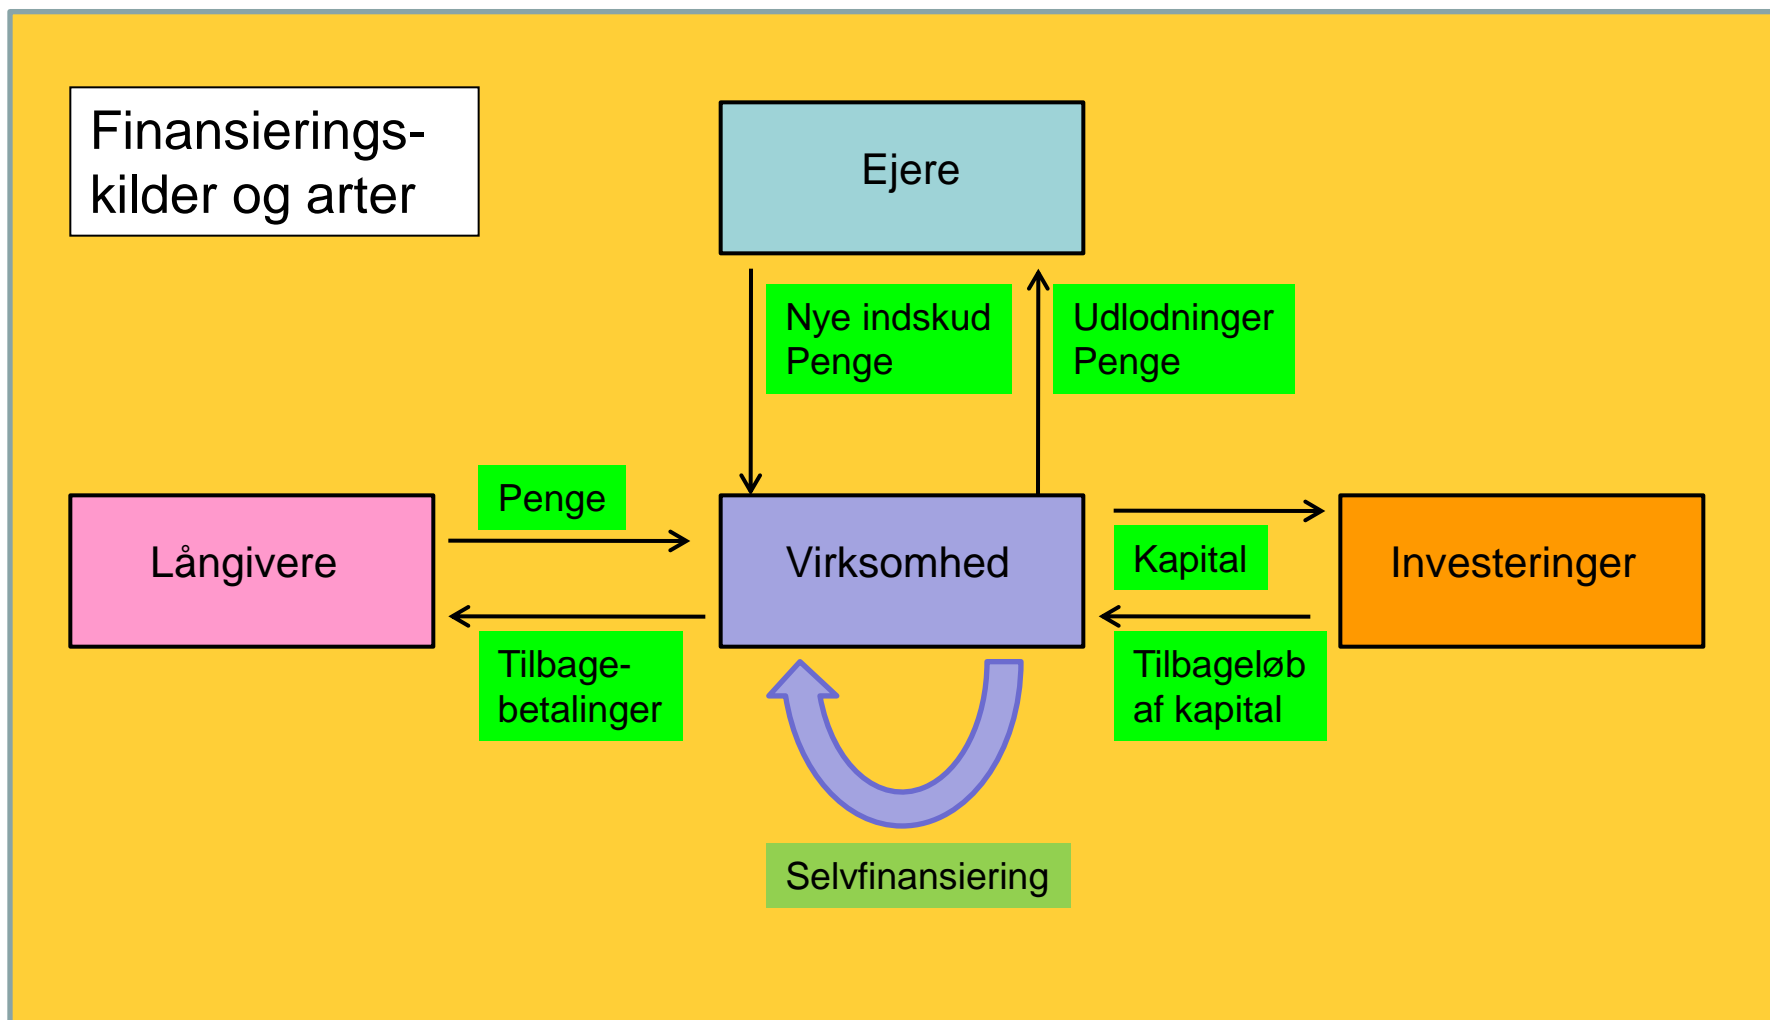 Finansierings-
kilder og arter
Ejere
Nye indskud
Penge
Udlodninger
Penge
Penge
Långivere
Virksomhed
Kapital
Investeringer
Tilbage-
betalinger
Tilbageløb
af kapital
Selvfinansiering